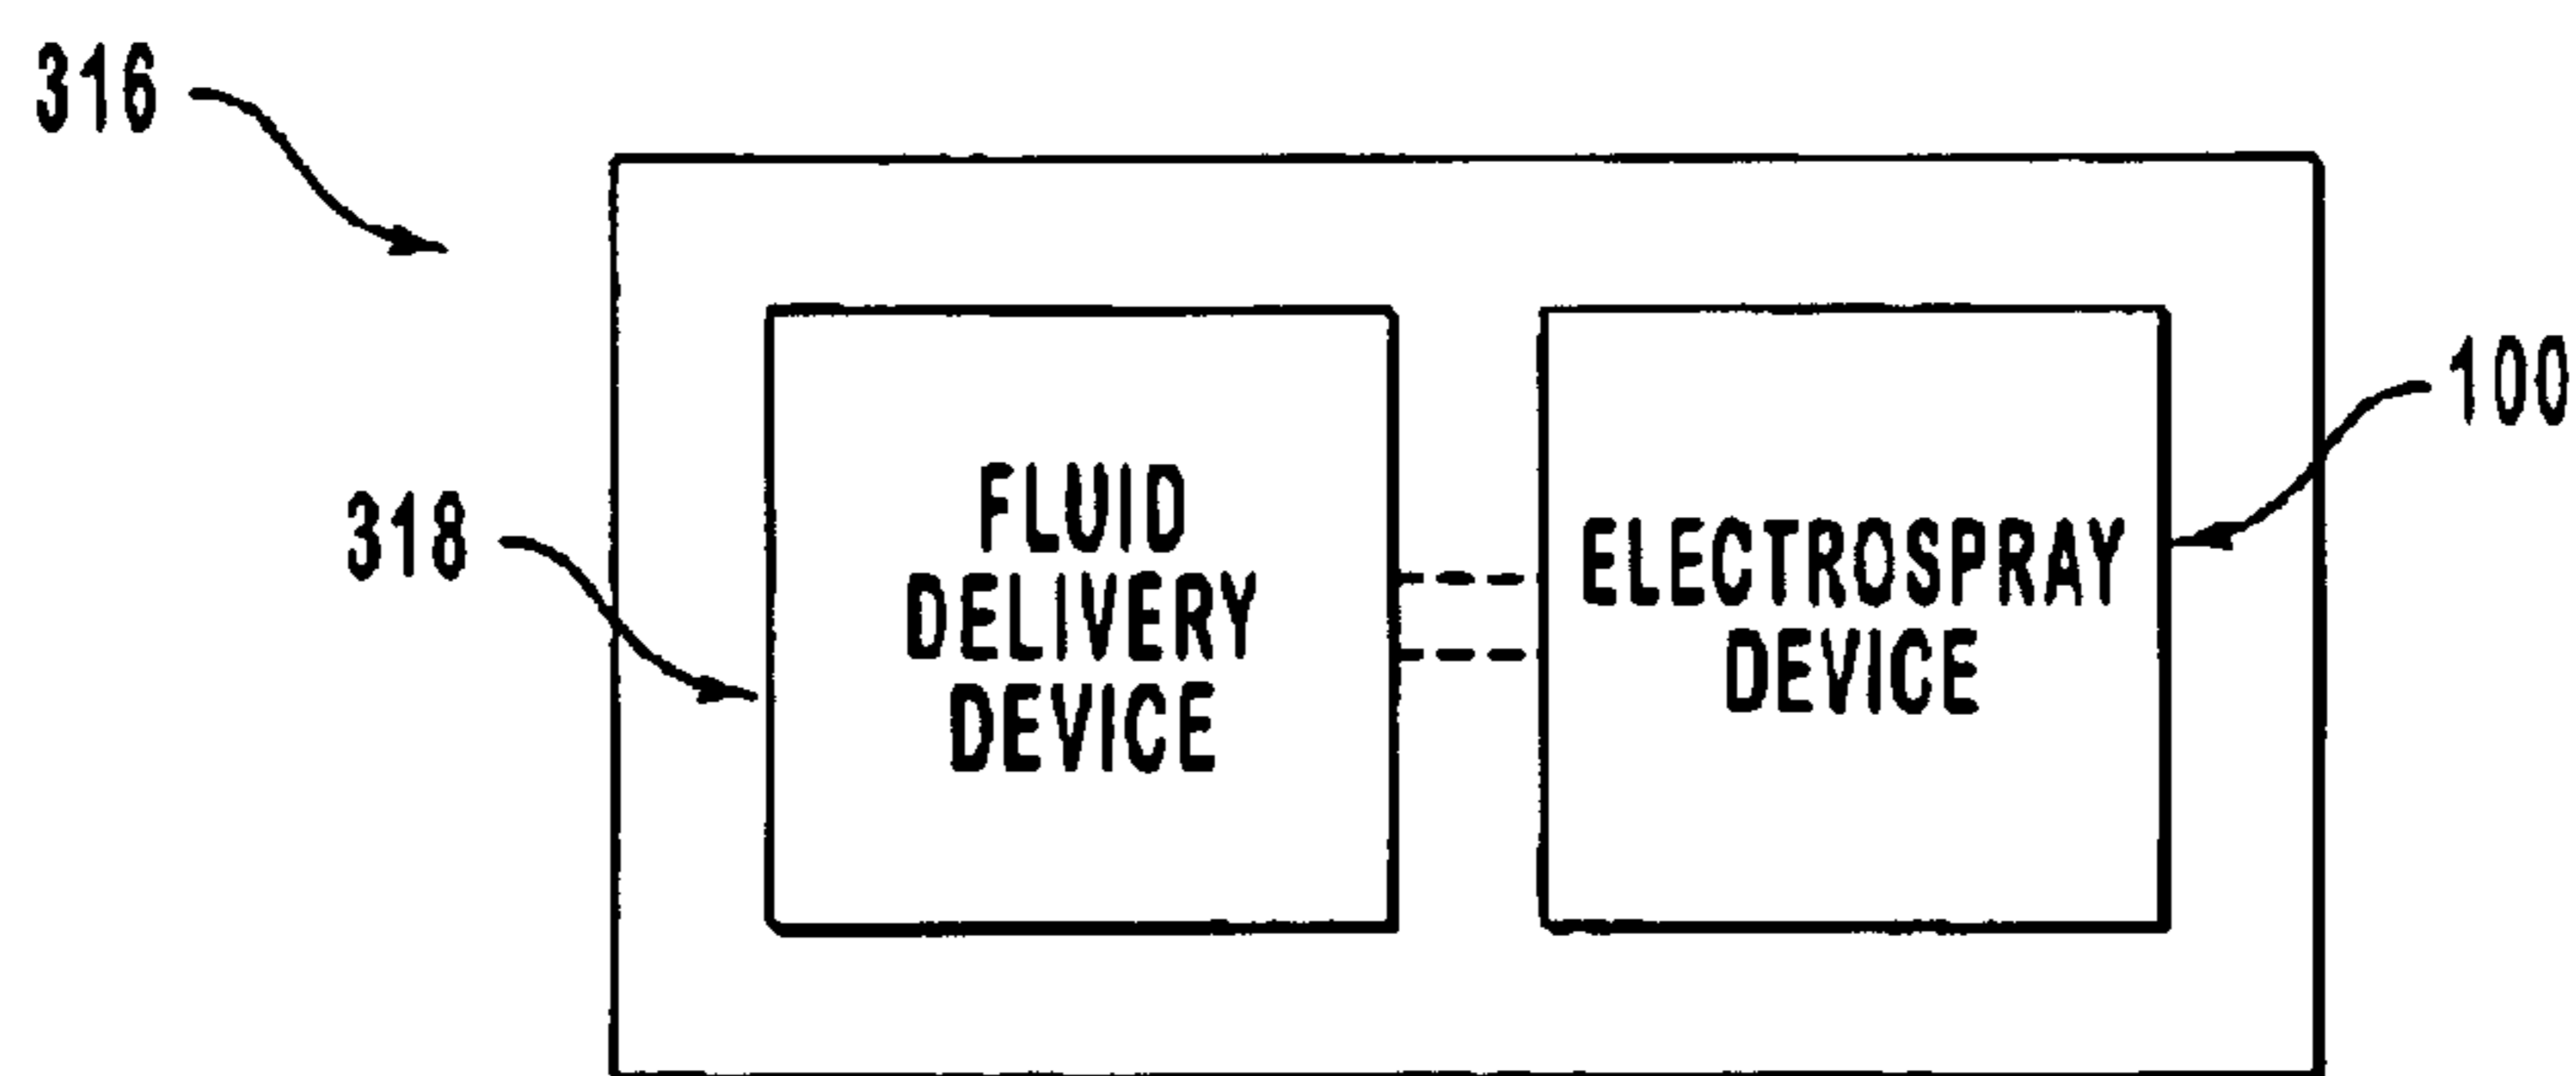 316
100
318
FLUID
DELIVERY
DEVICE
ELECTROSPRAY
DEVICE